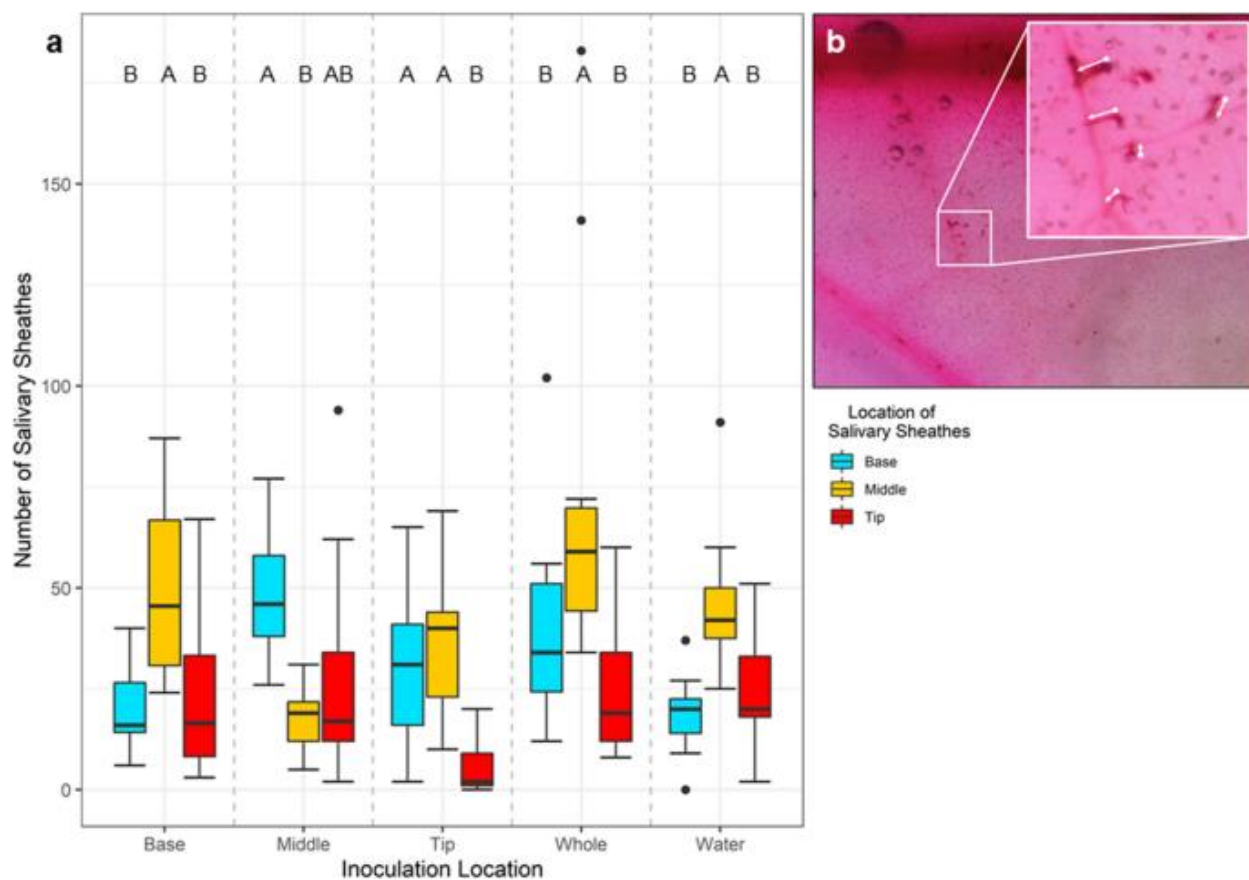 a
B A B A B AB A A B B A B B A B
150
100
50
0
Number of Salivary Sheathes
Base Middle Tip Whole Water
Inoculation Location
b
Location of
Salivary Sheathes
Base
Middle
Tip